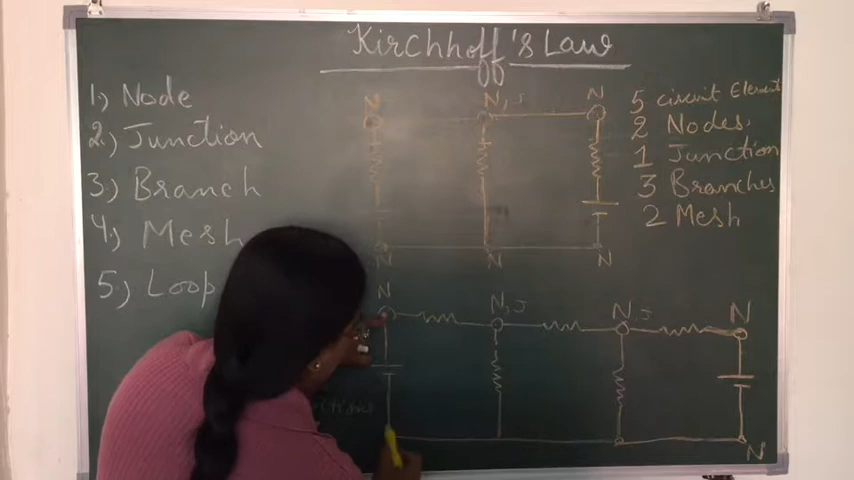 Kirchhoff's Law
1) Node
2.) Junction
3.) Branch
4.) Mesh
5.) Loop
N N, J N
N N N
5 circuit Element
2 Nodes.
1 Junction
3 Branches
2 Mesh
N N, J N, J N
N